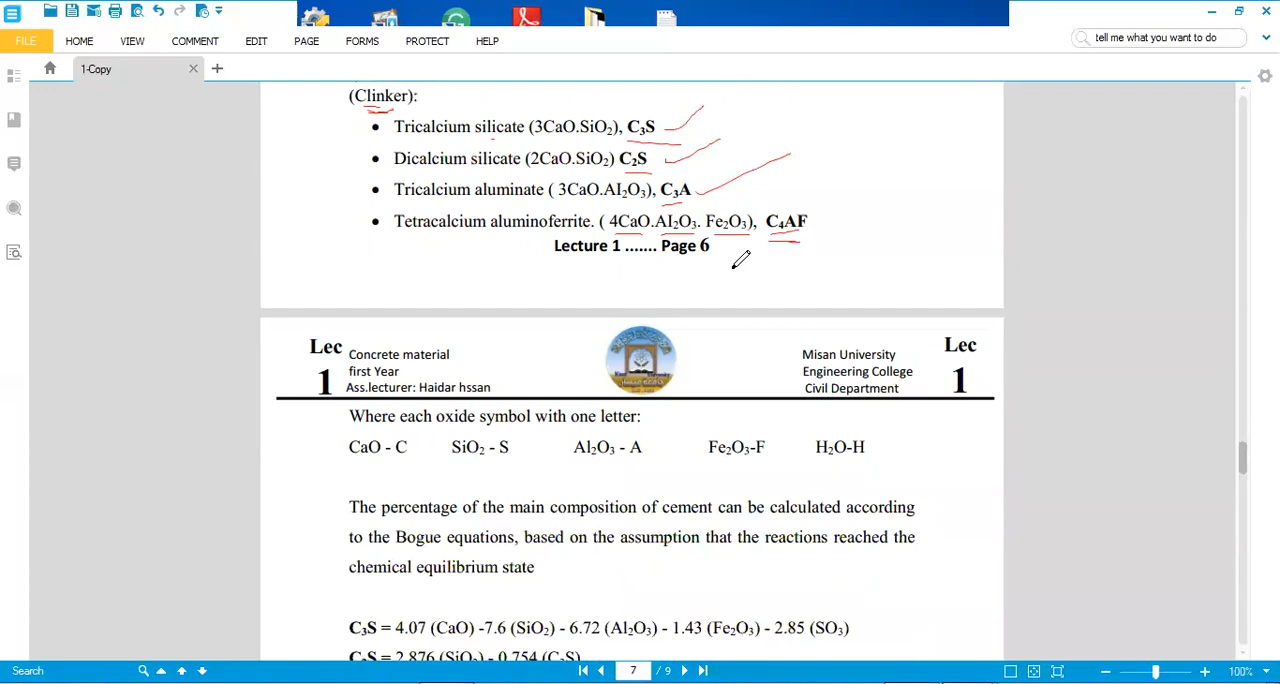 FILE HOME VIEW COMMENT EDIT PAGE FORMS PROTECT HELP tell me what you want to do
1-Copy
(Clinker):
• Tricalcium silicate (3CaO.SiO₂), C₃S
• Dicalcium silicate (2CaO.SiO₂) C₂S
• Tricalcium aluminate ( 3CaO.AI₂O₃), C₃A
• Tetracalcium aluminoferrite. ( 4CaO.AI₂O₃. Fe₂O₃), C₄AF
Lecture 1 ....... Page 6
Lec
1
Concrete material
first Year
Ass.lecturer: Haidar hssan
Misan University
Engineering College
Civil Department
Lec
1
Where each oxide symbol with one letter:
CaO - C SiO₂ - S Al₂O₃ - A Fe₂O₃-F H₂O-H
The percentage of the main composition of cement can be calculated according
to the Bogue equations, based on the assumption that the reactions reached the
chemical equilibrium state
C₃S = 4.07 (CaO) -7.6 (SiO₂) - 6.72 (Al₂O₃) - 1.43 (Fe₂O₃) - 2.85 (SO₃)
C₂S = 2.876 (SiO₂) - 0.754 (C₃S)
Search 7 / 9 100%